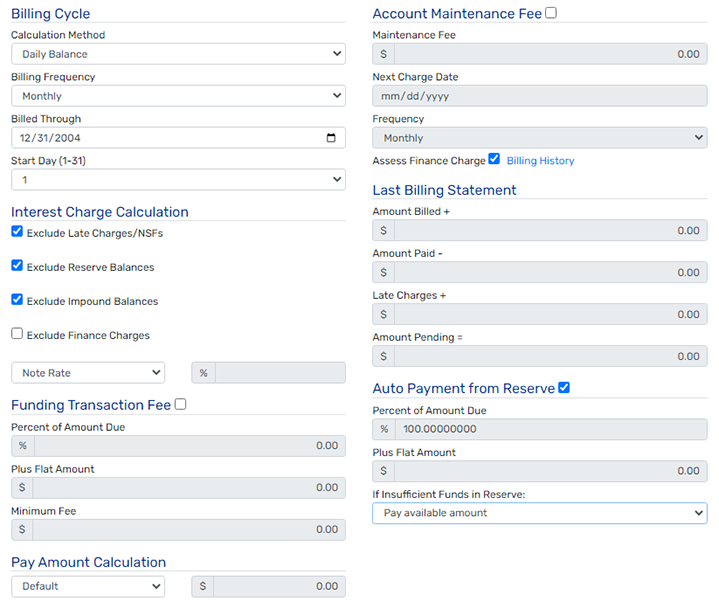 Billing Cycle
Calculation Method
Daily Balance
Billing Frequency
Monthly
Billed Through
12/31/2004
Start Day (1-31)
1
Interest Charge Calculation
Exclude Late Charges/NSFs
Exclude Reserve Balances
Exclude Impound Balances
Exclude Finance Charges
Note Rate %
Funding Transaction Fee
Percent of Amount Due
% 0.00
Plus Flat Amount
$ 0.00
Minimum Fee
$ 0.00
Pay Amount Calculation
Default $ 0.00
Account Maintenance Fee
Maintenance Fee
$ 0.00
Next Charge Date
mm/dd/yyyy
Frequency
Monthly
Assess Finance Charge Billing History
Last Billing Statement
Amount Billed +
$ 0.00
Amount Paid -
$ 0.00
Late Charges +
$ 0.00
Amount Pending =
$ 0.00
Auto Payment from Reserve
Percent of Amount Due
% 100.00000000
Plus Flat Amount
$ 0.00
If Insufficient Funds in Reserve:
Pay available amount